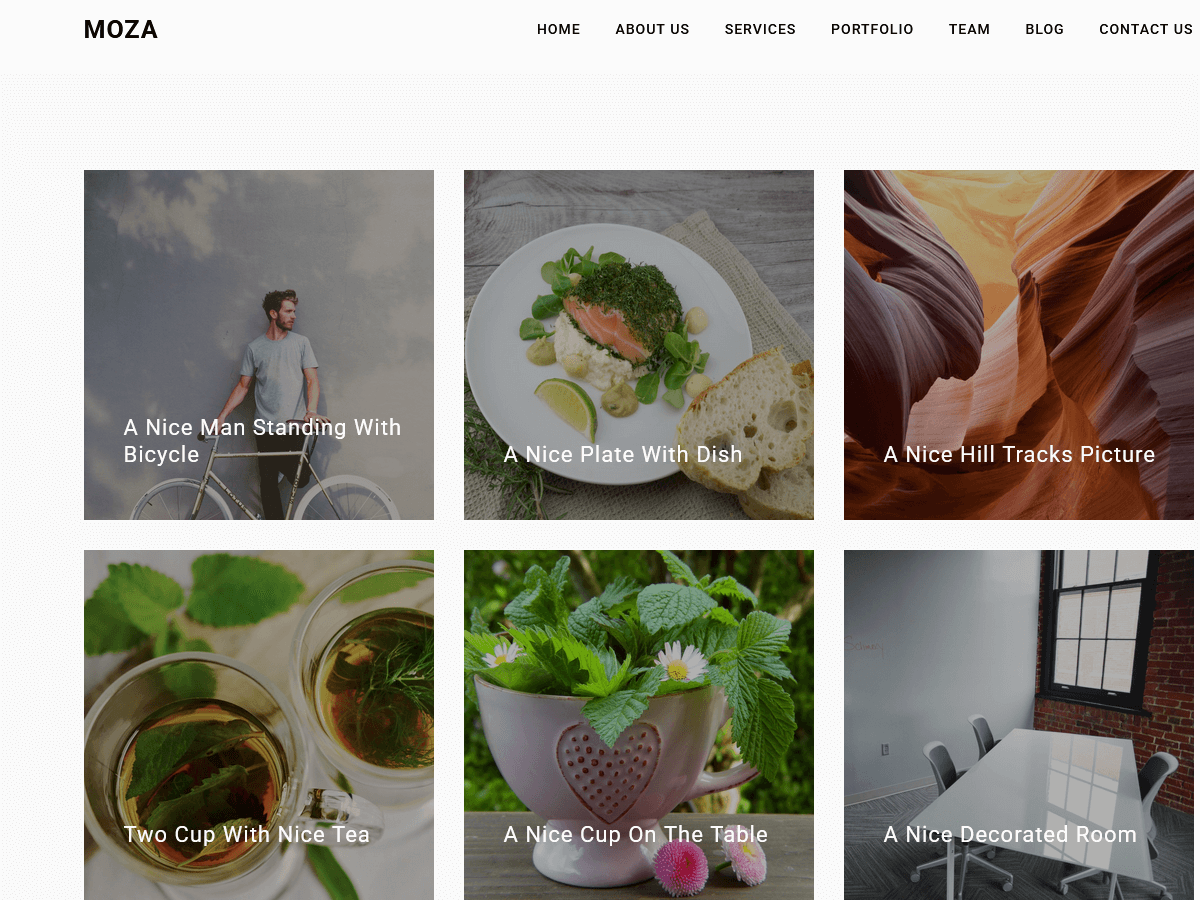 MOZA
HOME ABOUT US SERVICES PORTFOLIO TEAM BLOG CONTACT US
A Nice Man Standing With
Bicycle
A Nice Plate With Dish
A Nice Hill Tracks Picture
Two Cup With Nice Tea
A Nice Cup On The Table
A Nice Decorated Room